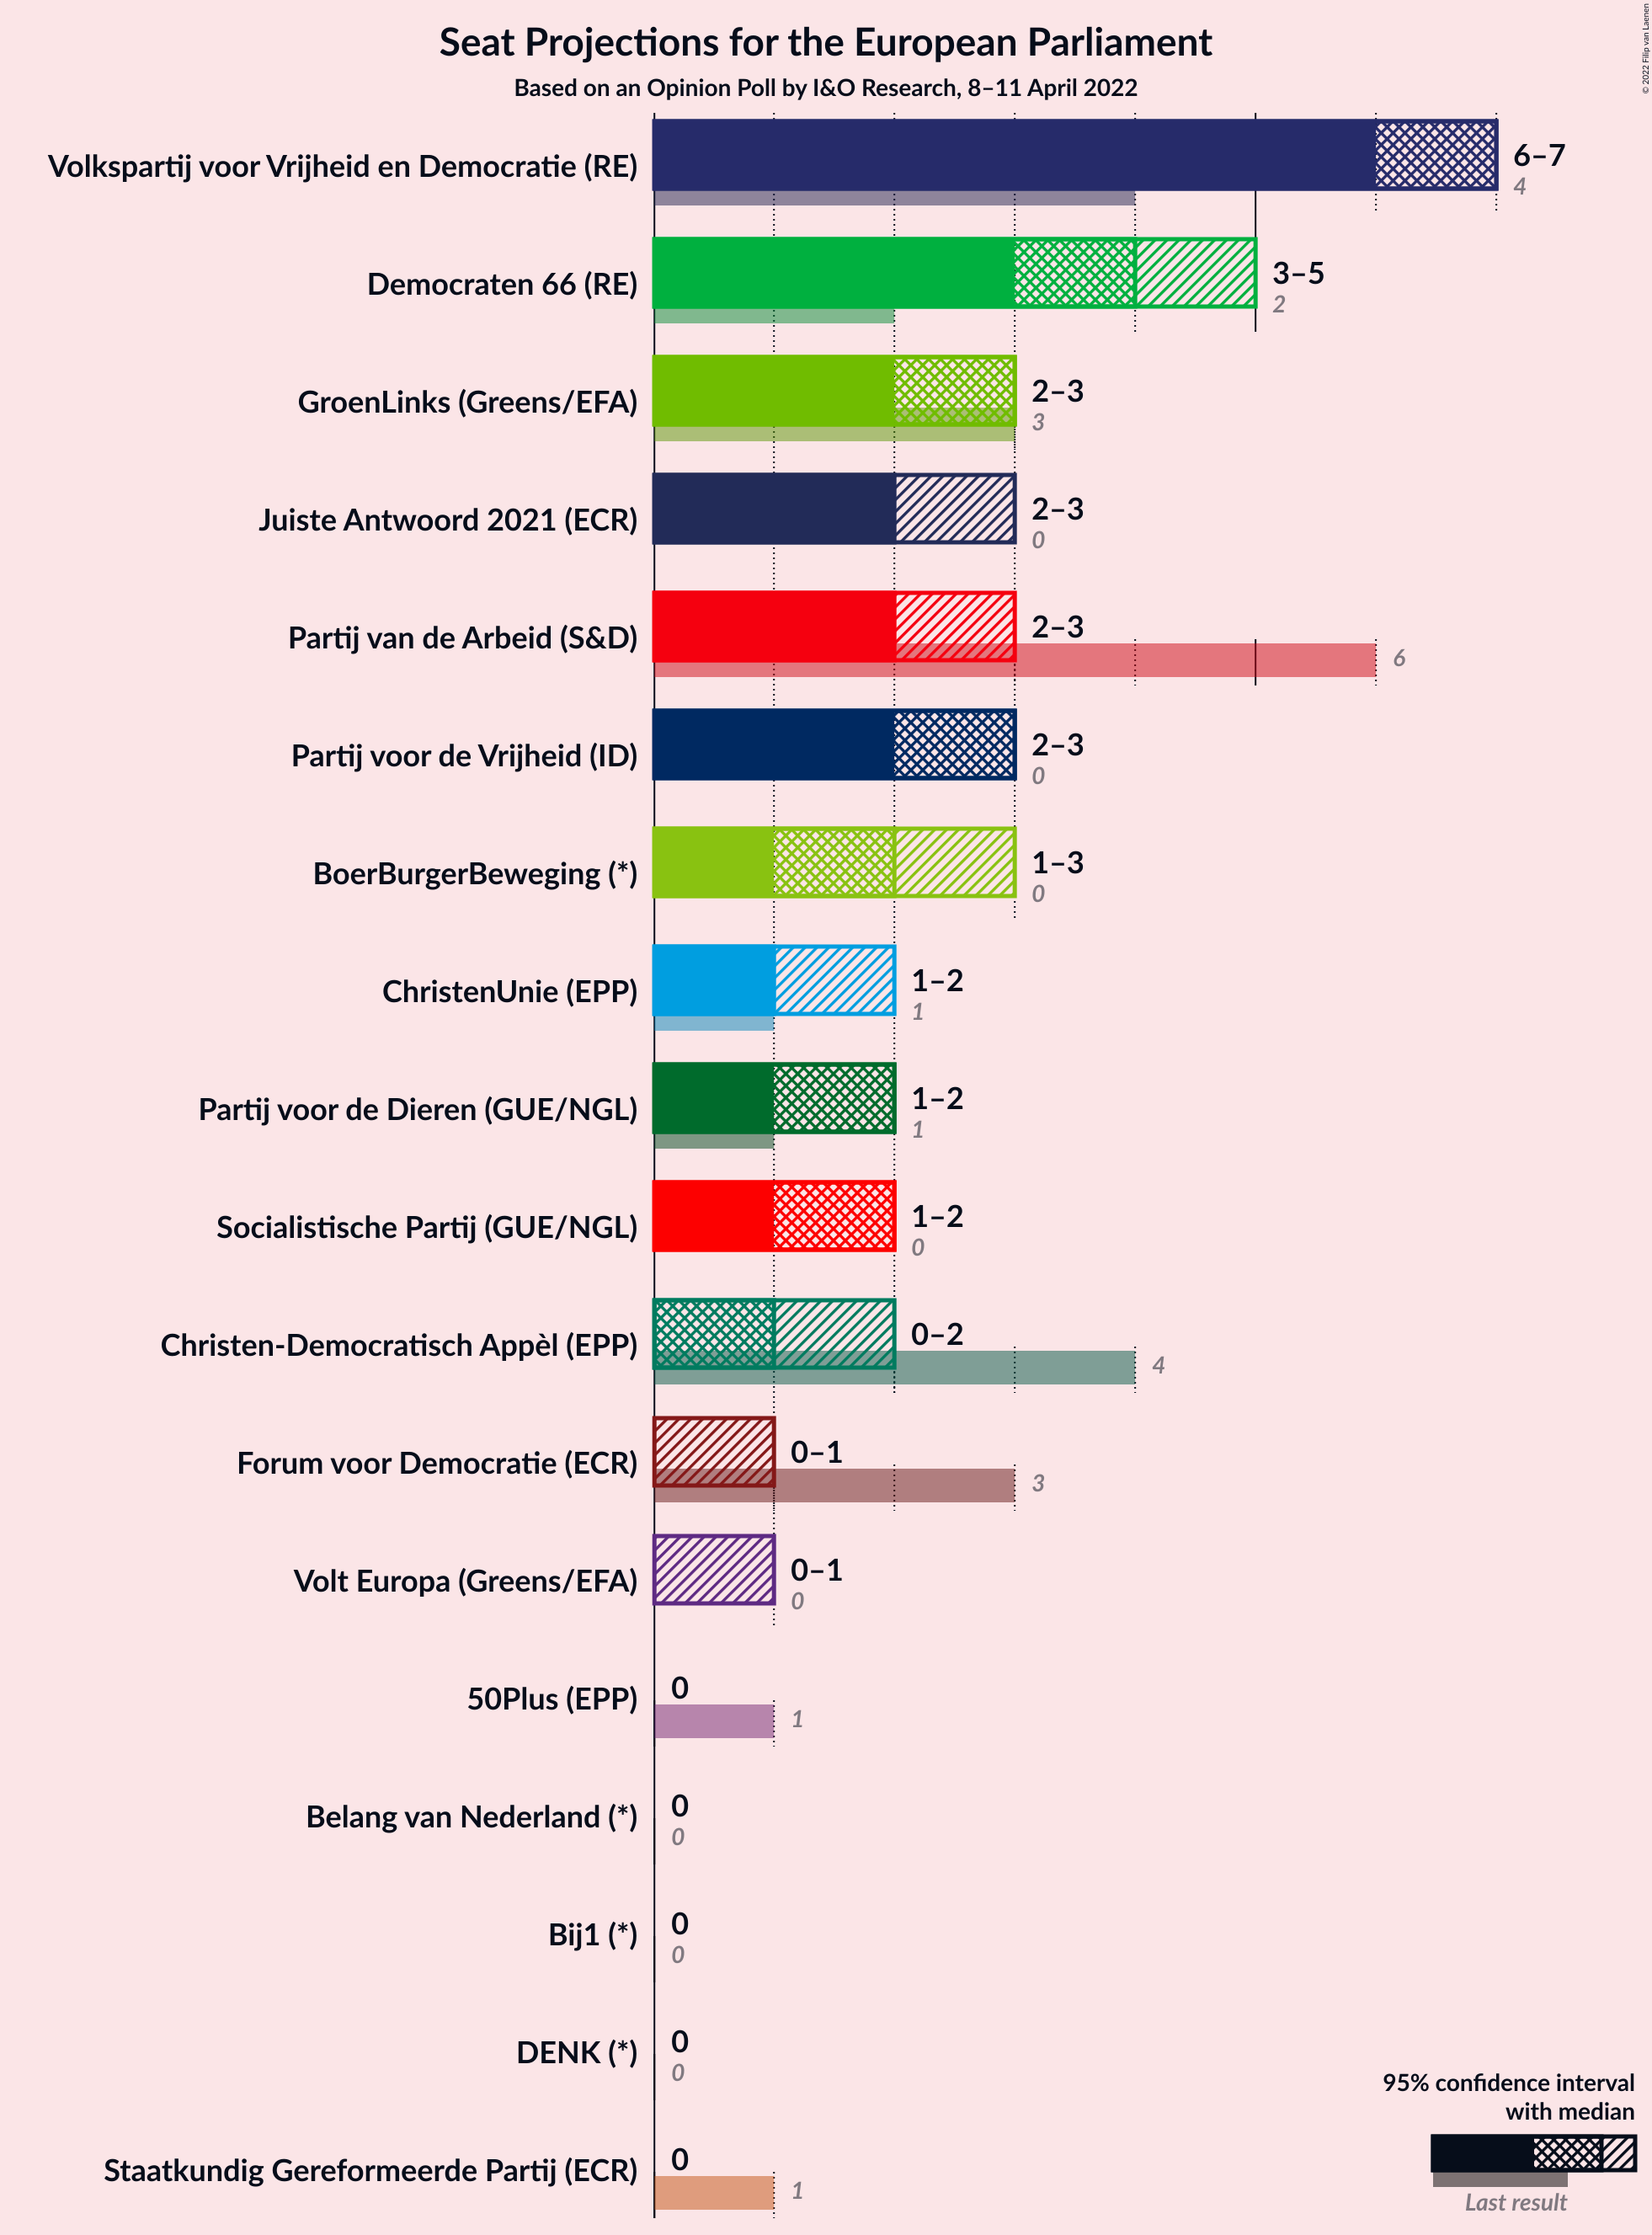 Seat Projections for the European Parliament
Based on an Opinion Poll by I&O Research, 8–11 April 2022
© 2022 Filip van Laenen
Volkspartij voor Vrijheid en Democratie (RE)
6–7
4
Democraten 66 (RE)
3–5
2
GroenLinks (Greens/EFA)
2–3
3
Juiste Antwoord 2021 (ECR)
2–3
0
Partij van de Arbeid (S&D)
2–3
6
Partij voor de Vrijheid (ID)
2–3
0
BoerBurgerBeweging (*)
1–3
0
ChristenUnie (EPP)
1–2
1
Partij voor de Dieren (GUE/NGL)
1–2
1
Socialistische Partij (GUE/NGL)
1–2
0
Christen-Democratisch Appèl (EPP)
0–2
4
Forum voor Democratie (ECR)
0–1
3
Volt Europa (Greens/EFA)
0–1
0
50Plus (EPP)
0
1
Belang van Nederland (*)
0
0
Bij1 (*)
0
0
DENK (*)
0
0
Staatkundig Gereformeerde Partij (ECR)
0
1
95% confidence interval
with median
Last result